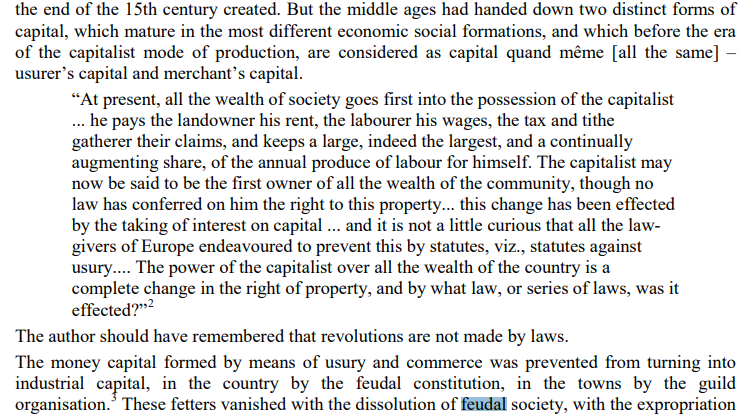 the end of the 15th century created. But the middle ages had handed down two distinct forms of
capital, which mature in the most different economic social formations, and which before the era
of the capitalist mode of production, are considered as capital quand même [all the same] –
usurer’s capital and merchant’s capital.
“At present, all the wealth of society goes first into the possession of the capitalist
... he pays the landowner his rent, the labourer his wages, the tax and tithe
gatherer their claims, and keeps a large, indeed the largest, and a continually
augmenting share, of the annual produce of labour for himself. The capitalist may
now be said to be the first owner of all the wealth of the community, though no
law has conferred on him the right to this property... this change has been effected
by the taking of interest on capital ... and it is not a little curious that all the law-
givers of Europe endeavoured to prevent this by statutes, viz., statutes against
usury.... The power of the capitalist over all the wealth of the country is a
complete change in the right of property, and by what law, or series of laws, was it
effected?”2
The author should have remembered that revolutions are not made by laws.
The money capital formed by means of usury and commerce was prevented from turning into
industrial capital, in the country by the feudal constitution, in the towns by the guild
organisation.3 These fetters vanished with the dissolution of feudal society, with the expropriation